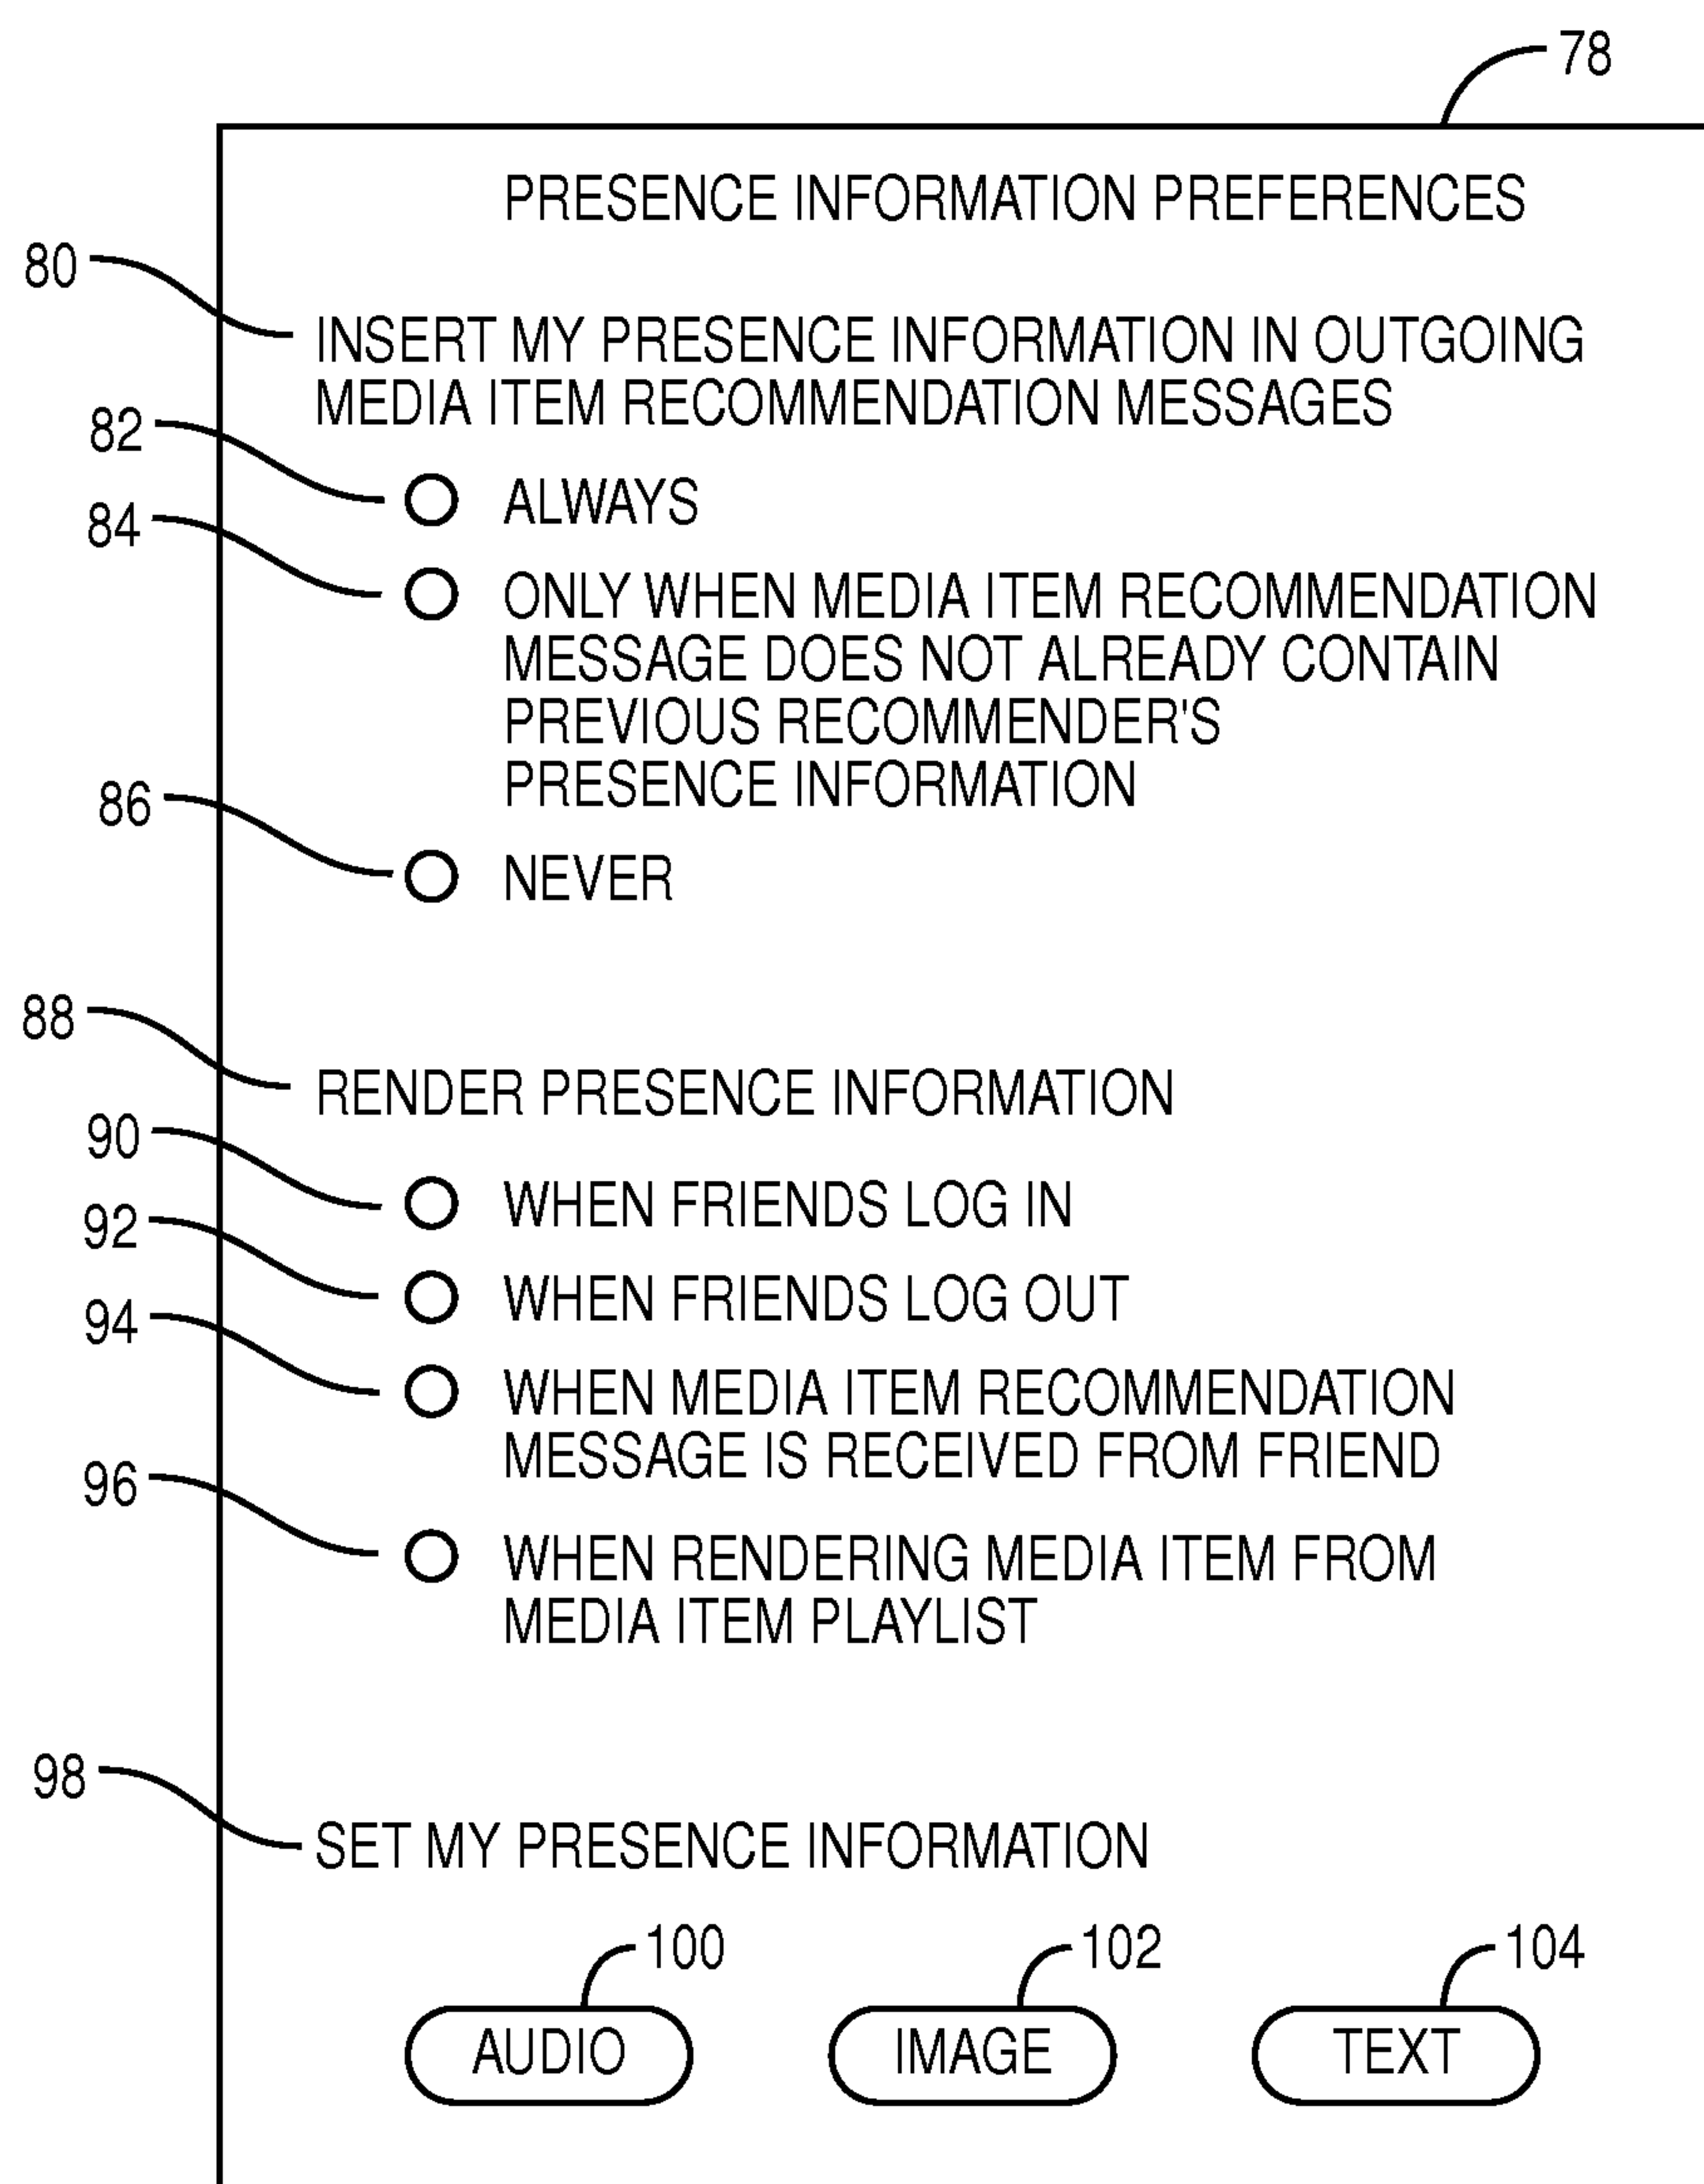 78
PRESENCE INFORMATION PREFERENCES
80
INSERT MY PRESENCE INFORMATION IN OUTGOING
MEDIA ITEM RECOMMENDATION MESSAGES
82
ALWAYS
84
ONLY WHEN MEDIA ITEM RECOMMENDATION
MESSAGE DOES NOT ALREADY CONTAIN
PREVIOUS RECOMMENDER'S
PRESENCE INFORMATION
86
NEVER
88
RENDER PRESENCE INFORMATION
90
WHEN FRIENDS LOG IN
92
WHEN FRIENDS LOG OUT
94
WHEN MEDIA ITEM RECOMMENDATION
MESSAGE IS RECEIVED FROM FRIEND
96
WHEN RENDERING MEDIA ITEM FROM
MEDIA ITEM PLAYLIST
98
SET MY PRESENCE INFORMATION
100 102 104
AUDIO IMAGE TEXT